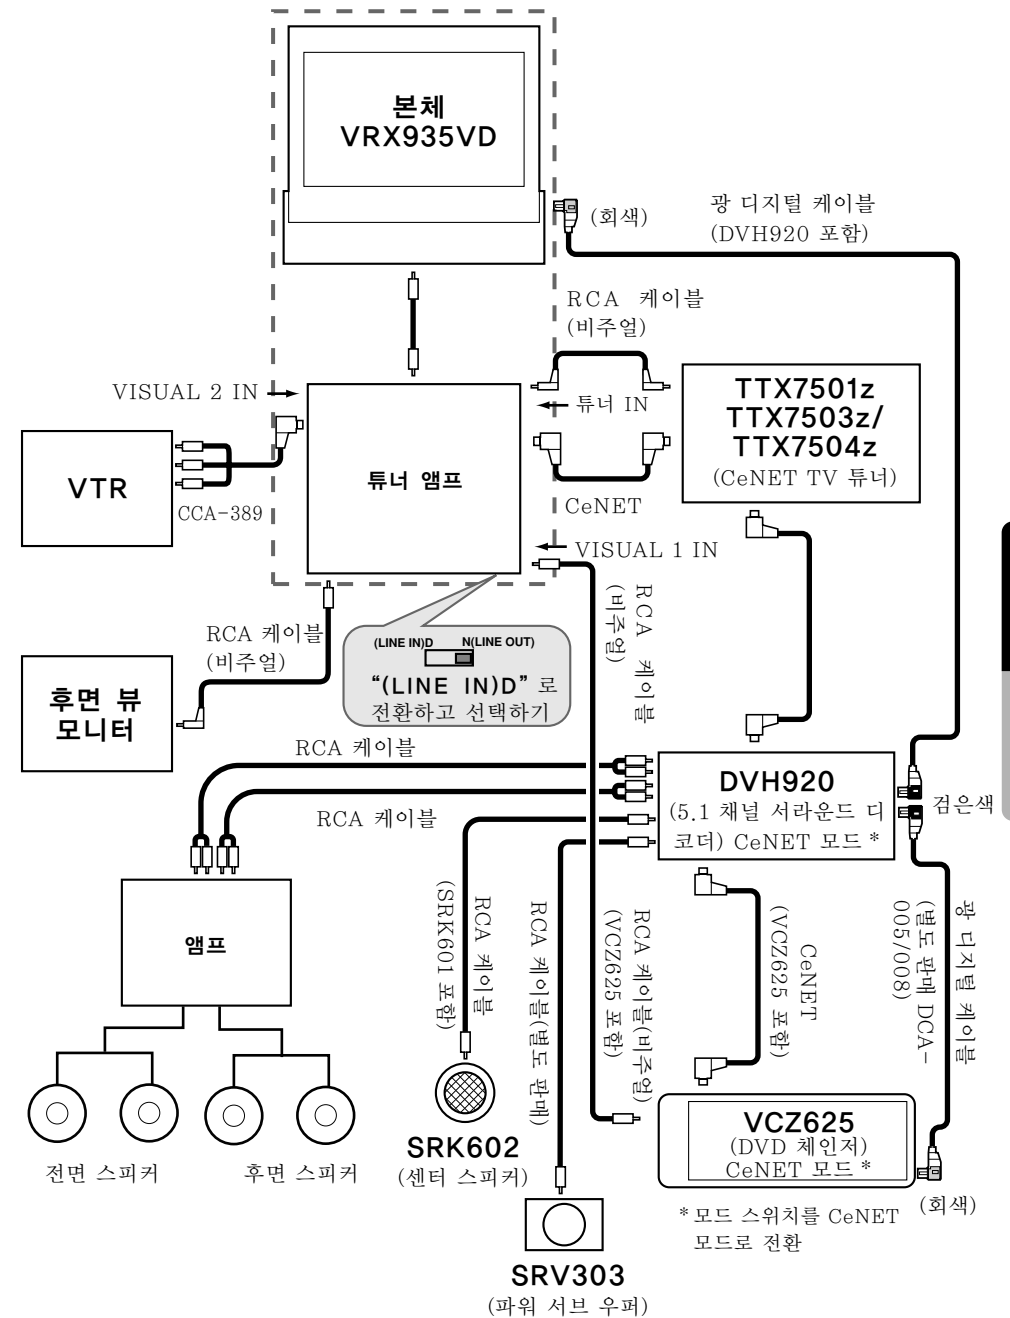 본체
VRX935VD
(회색)
광 디지털 케이블
(DVH920 포함)
RCA 케이블
(비주얼)
VISUAL 2 IN
튜너 IN
TTX7501z
TTX7503z/
TTX7504z
(CeNET TV 튜너)
VTR
CCA-389
튜너 앰프
CeNET
VISUAL 1 IN
RCA 케이블
(비주얼)
RCA 케이블
(비주얼)
(LINE IN)D
N(LINE OUT)
“(LINE IN)D” 로
전환하고 선택하기
후면 뷰
모니터
RCA 케이블
RCA 케이블
DVH920
(5.1 채널 서라운드 디
코더) CeNET 모드 *
검은색
앰프
RCA 케이블
(SRK601 포함)
RCA 케이블(별도 판매)
RCA 케이블(비주얼)
(VCZ625 포함)
CeNET
(VCZ625 포함)
광 디지털 케이블
(별도 판매 DCA-
005/008)
전면 스피커
후면 스피커
SRK602
(센터 스피커)
VCZ625
(DVD 체인저)
CeNET 모드 *
(회색)
* 모드 스위치를 CeNET
모드로 전환
SRV303
(파워 서브 우퍼)